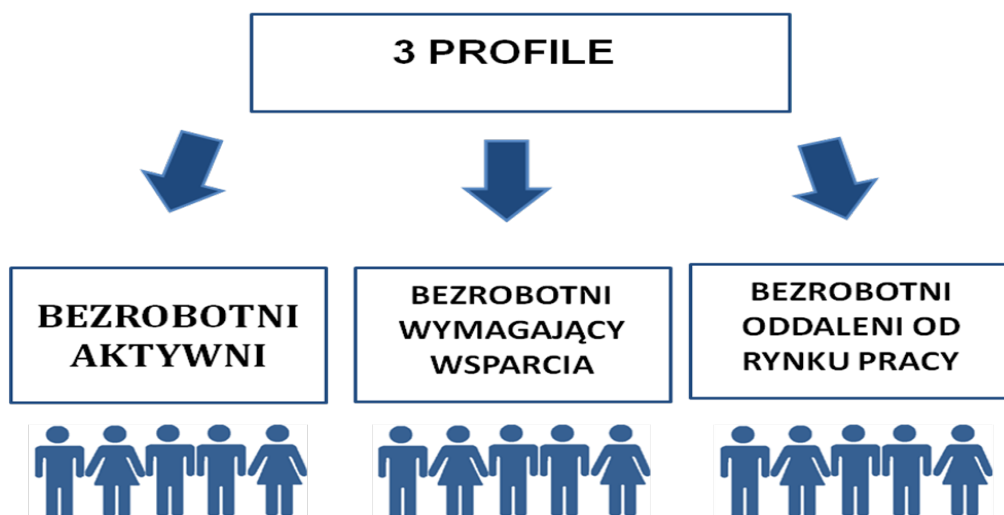 3 PROFILE
BEZROBOTNI
AKTYWNI
BEZROBOTNI
WYMAGAJĄCY
WSPARCIA
BEZROBOTNI
ODDALENI OD
RYNKU PRACY